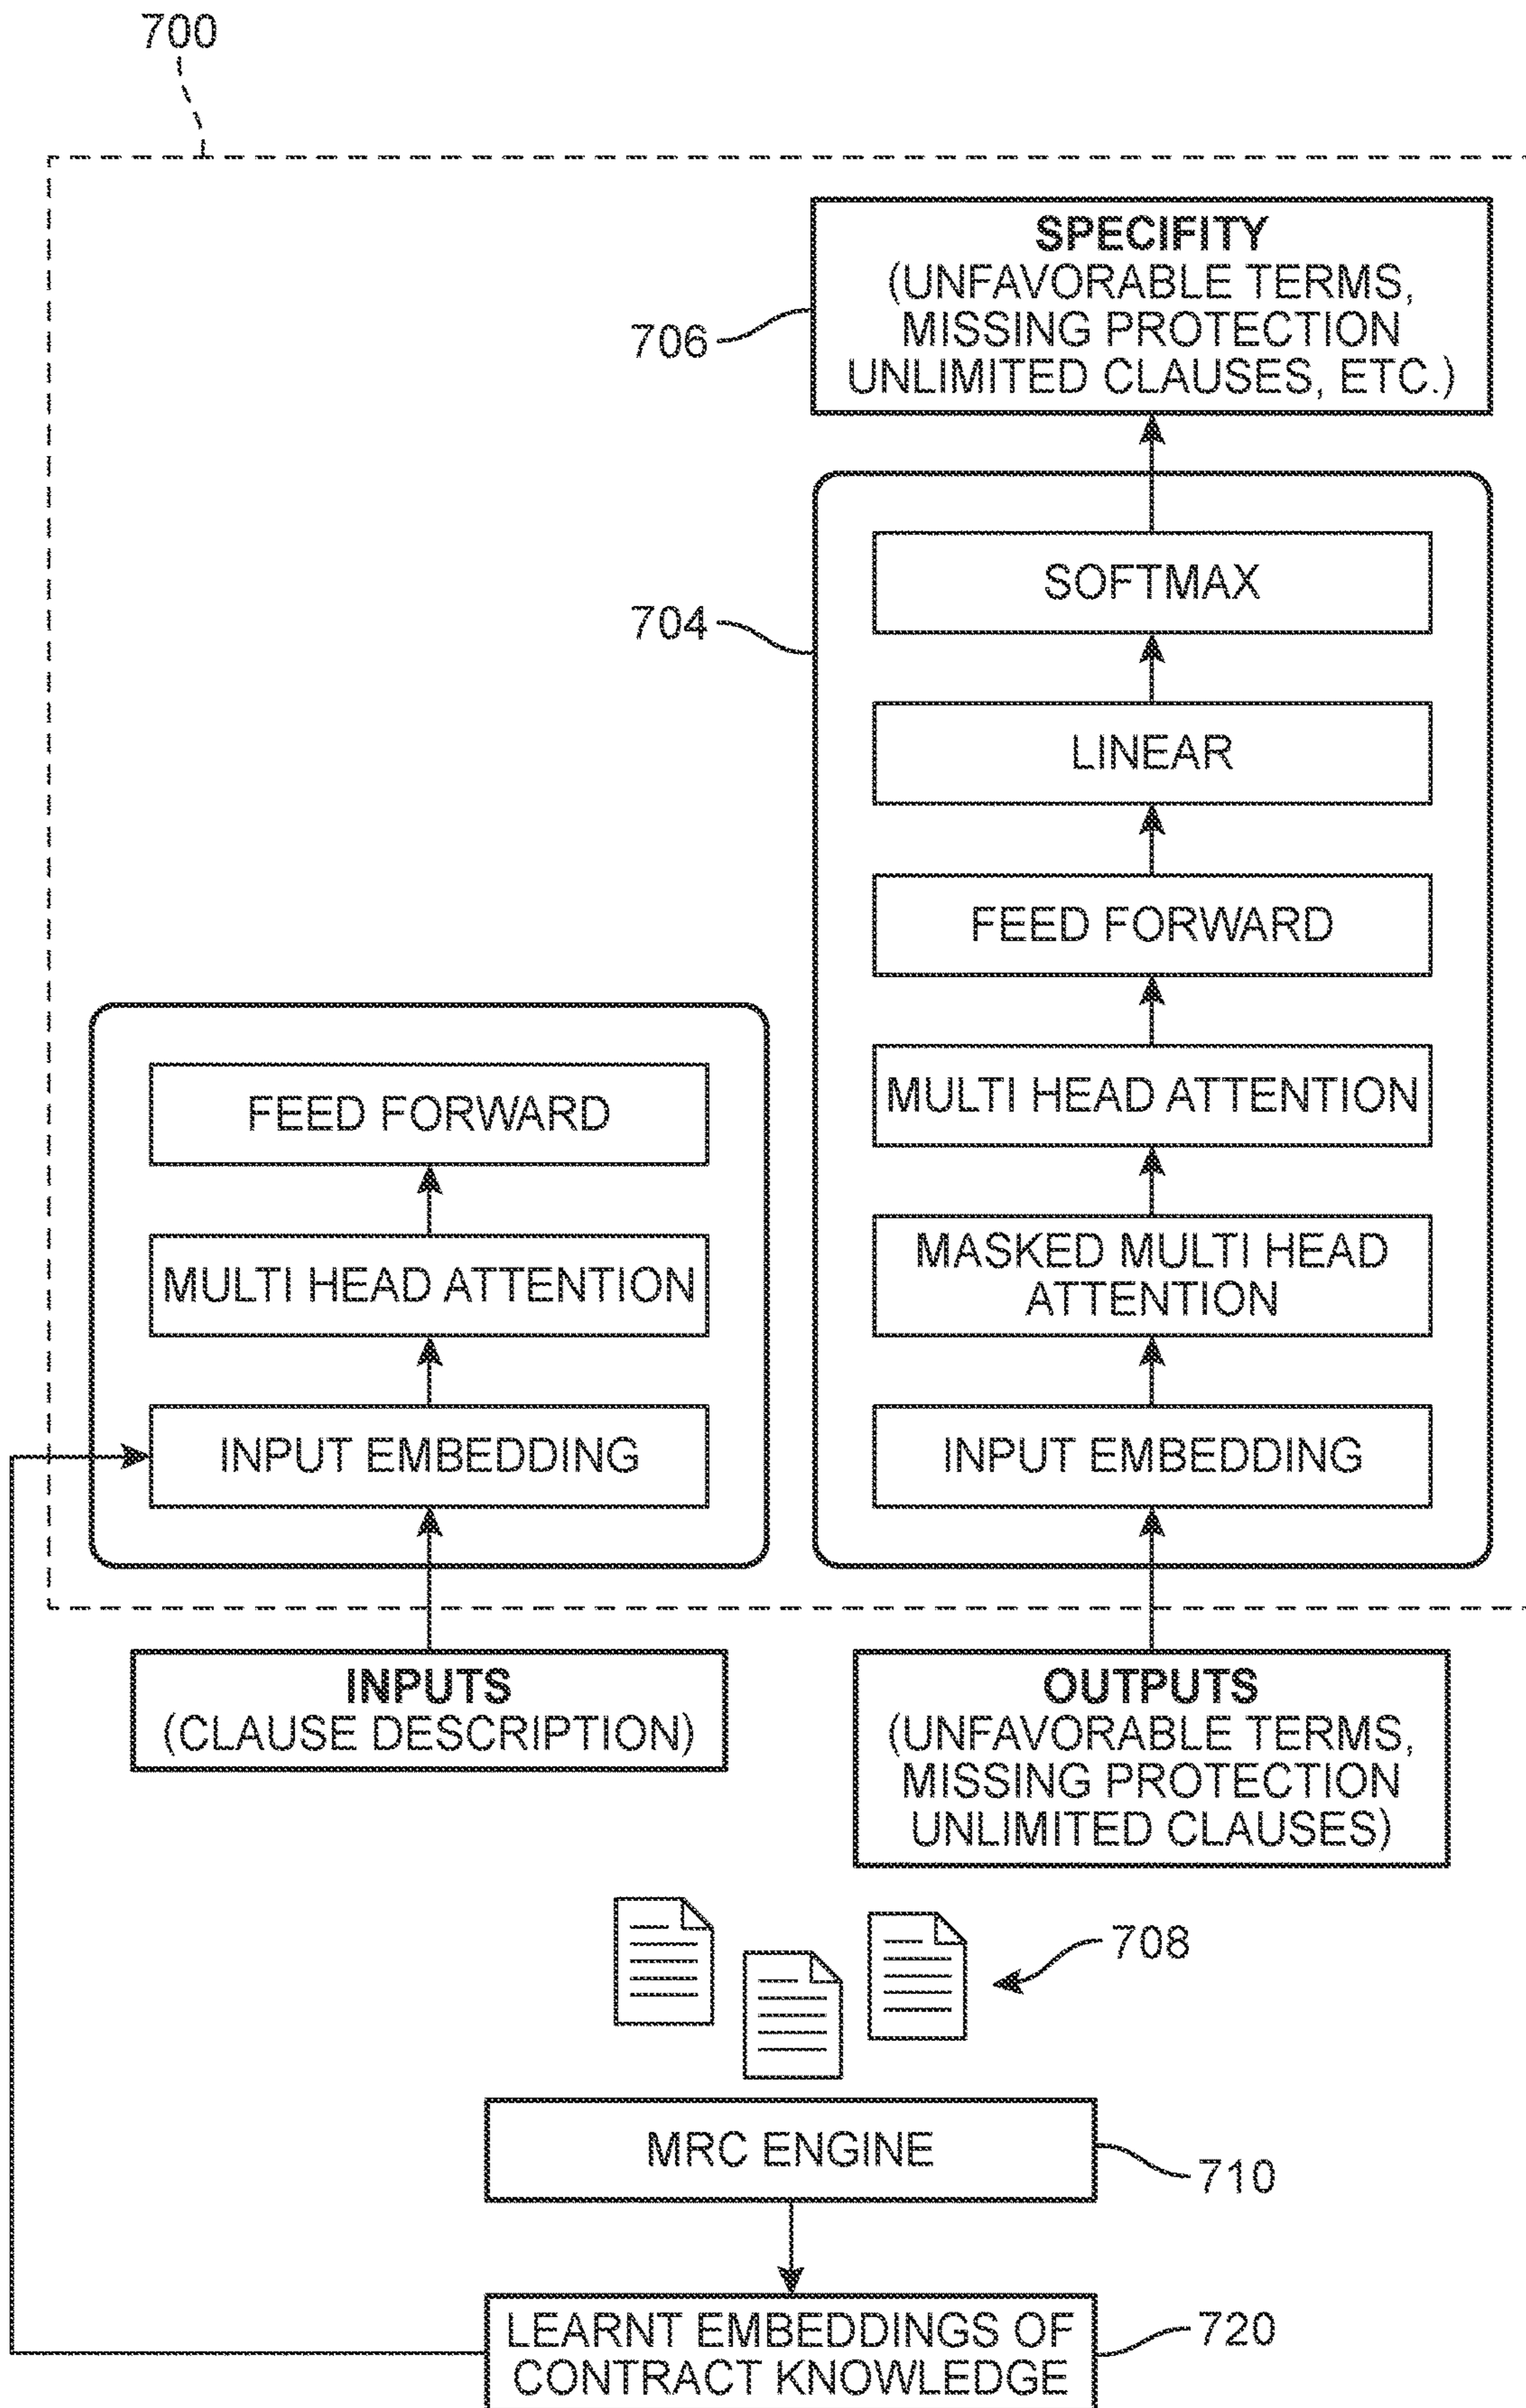 700
SPECIFITY
(UNFAVORABLE TERMS,
MISSING PROTECTION
UNLIMITED CLAUSES, ETC.)
706
SOFTMAX
704
LINEAR
FEED FORWARD
MULTI HEAD ATTENTION
MASKED MULTI HEAD
ATTENTION
INPUT EMBEDDING
FEED FORWARD
MULTI HEAD ATTENTION
INPUT EMBEDDING
INPUTS
(CLAUSE DESCRIPTION)
OUTPUTS
(UNFAVORABLE TERMS,
MISSING PROTECTION
UNLIMITED CLAUSES)
708
MRC ENGINE
710
LEARNT EMBEDDINGS OF
CONTRACT KNOWLEDGE
720